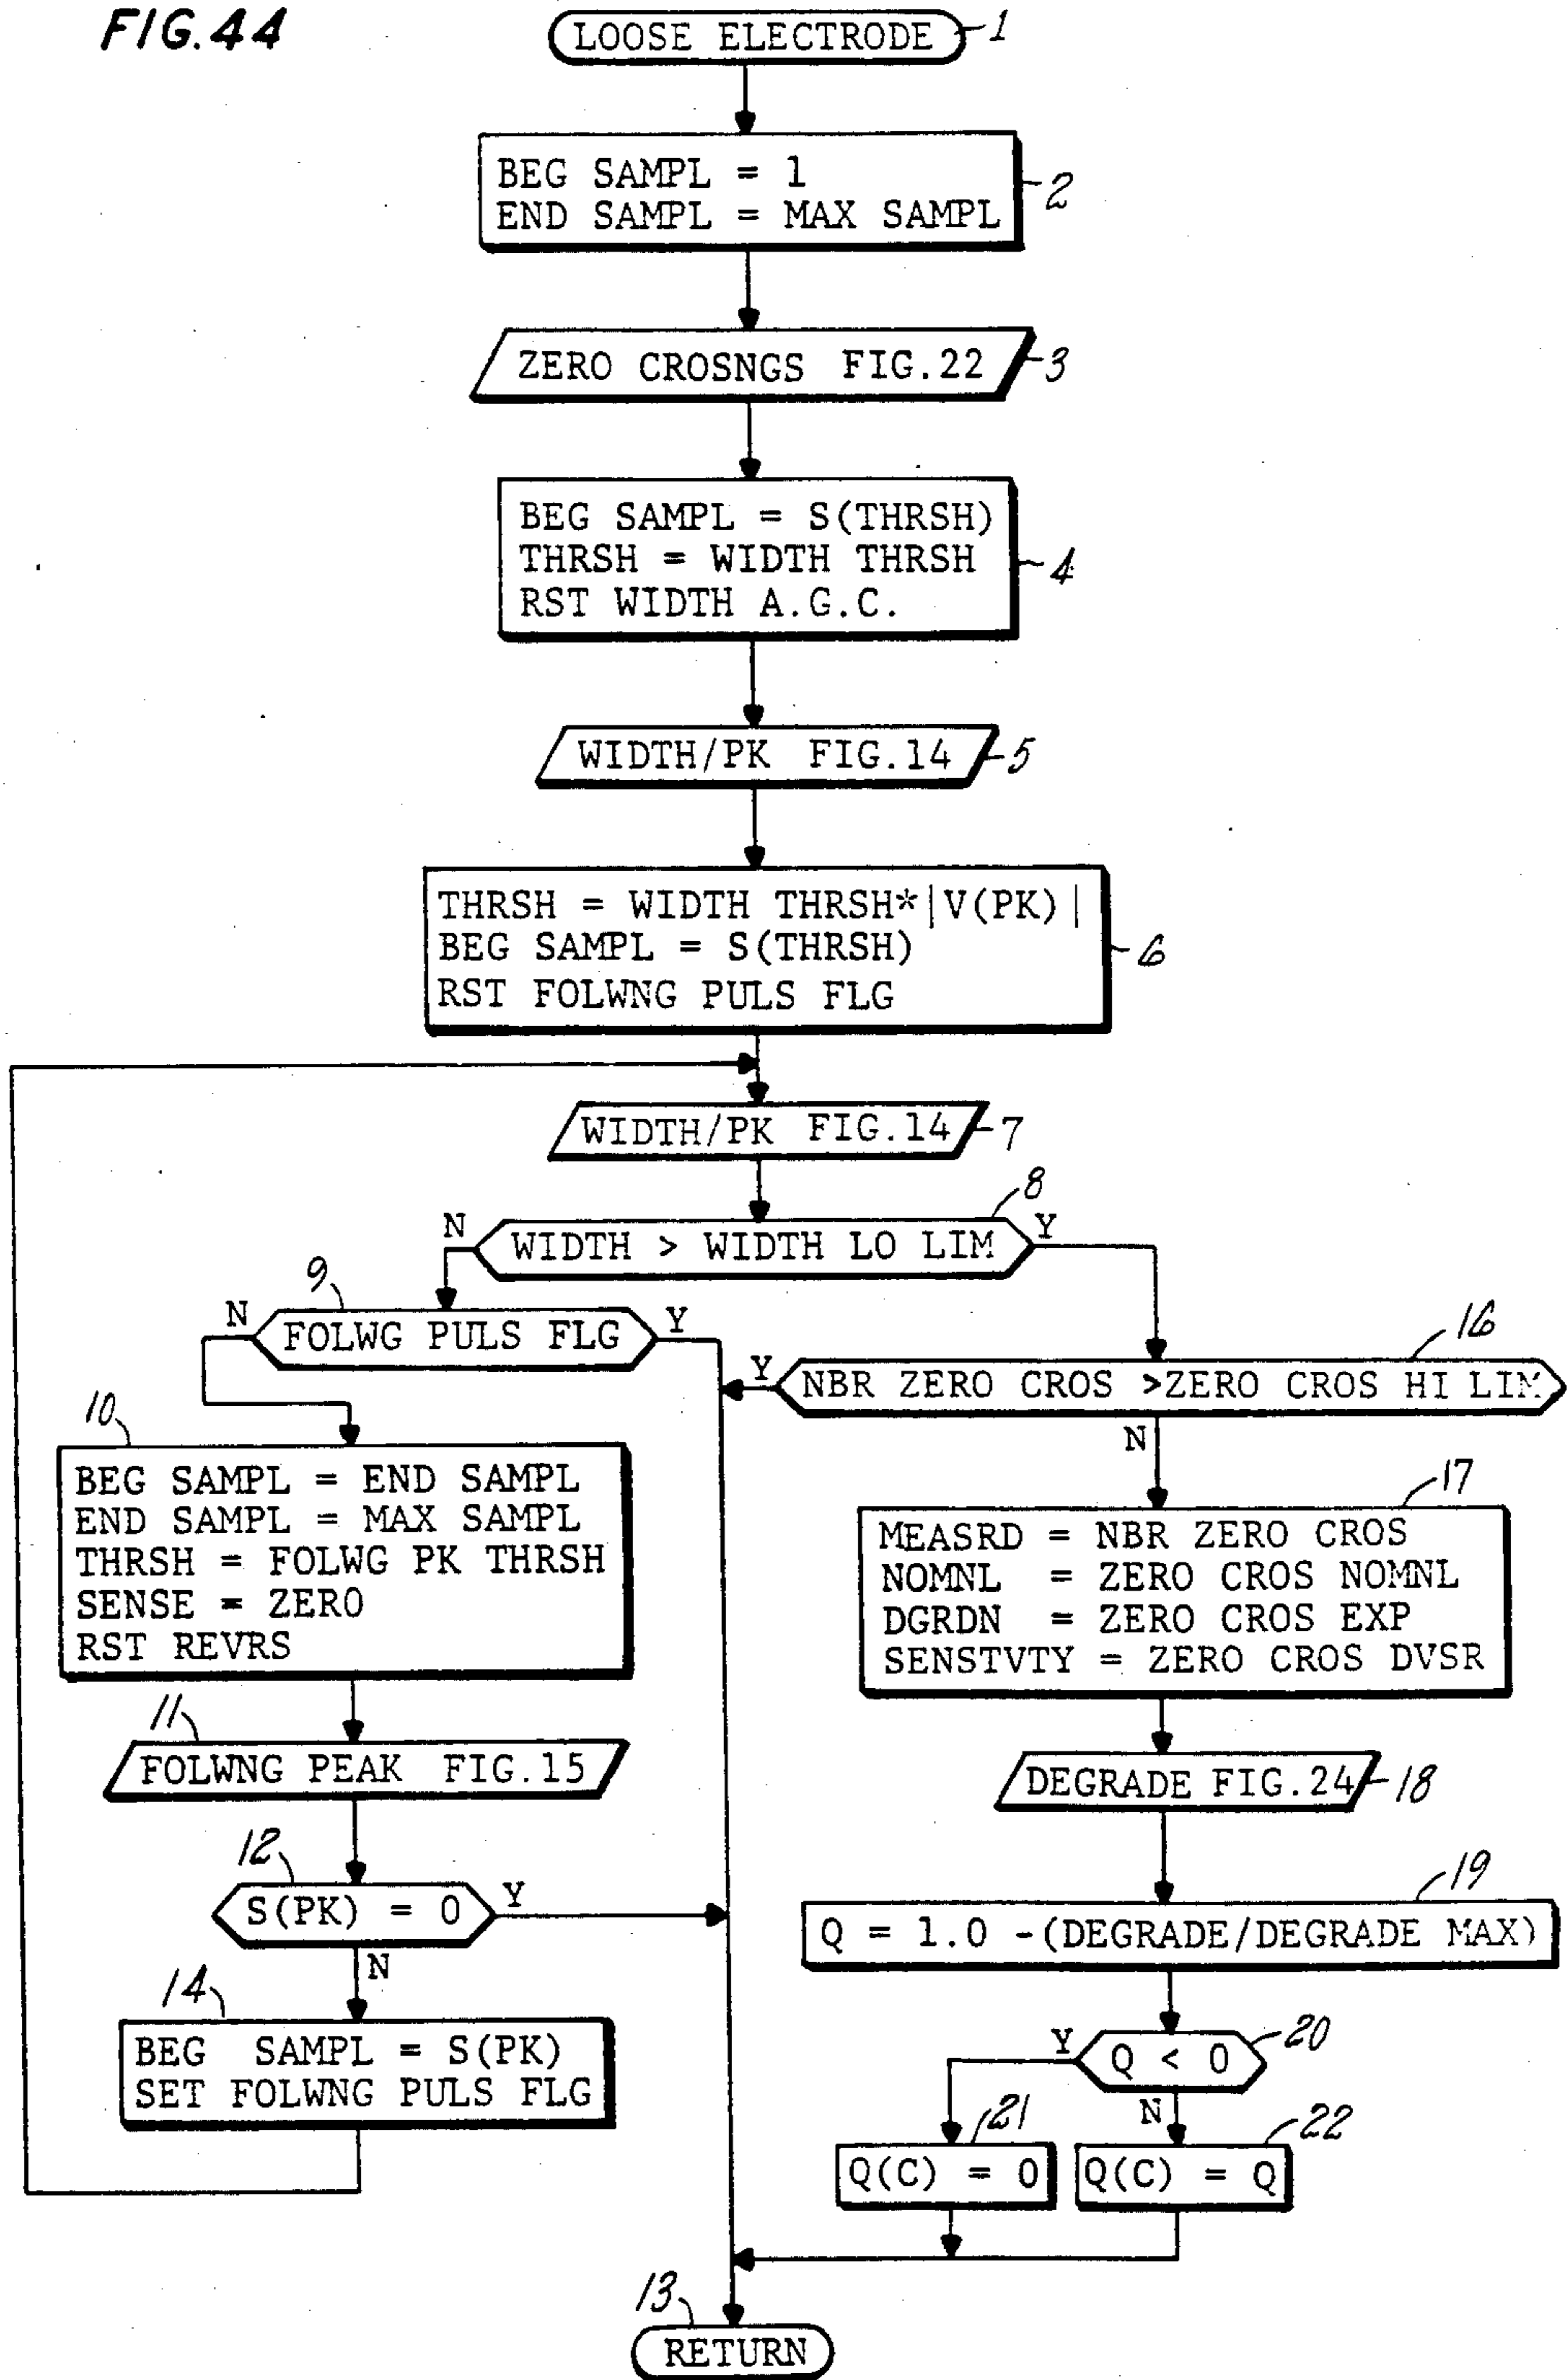 FIG.44
LOOSE ELECTRODE
1
BEG SAMPL = 1
END SAMPL = MAX SAMPL
2
ZERO CROSNGS FIG.22
3
BEG SAMPL = S(THRSH)
THRSH = WIDTH THRSH
RST WIDTH A.G.C.
4
WIDTH/PK FIG.14
5
THRSH = WIDTH THRSH*|V(PK)|
BEG SAMPL = S(THRSH)
RST FOLWNG PULS FLG
6
WIDTH/PK FIG.14
7
8
N
WIDTH > WIDTH LO LIM
Y
9
N
FOLWG PULS FLG
Y
16
Y
NBR ZERO CROS >ZERO CROS HI LIM
N
10
BEG SAMPL = END SAMPL
END SAMPL = MAX SAMPL
THRSH = FOLWG PK THRSH
SENSE = ZERO
RST REVRS
17
MEASRD = NBR ZERO CROS
NOMNL = ZERO CROS NOMNL
DGRDN = ZERO CROS EXP
SENSTVTY = ZERO CROS DVSR
11
FOLWNG PEAK FIG.15
DEGRADE FIG.24
18
12
S(PK) = 0
Y
N
19
Q = 1.0 -(DEGRADE/DEGRADE MAX)
14
BEG SAMPL = S(PK)
SET FOLWNG PULS FLG
20
Y
Q < 0
N
21
Q(C) = 0
22
Q(C) = Q
13
RETURN